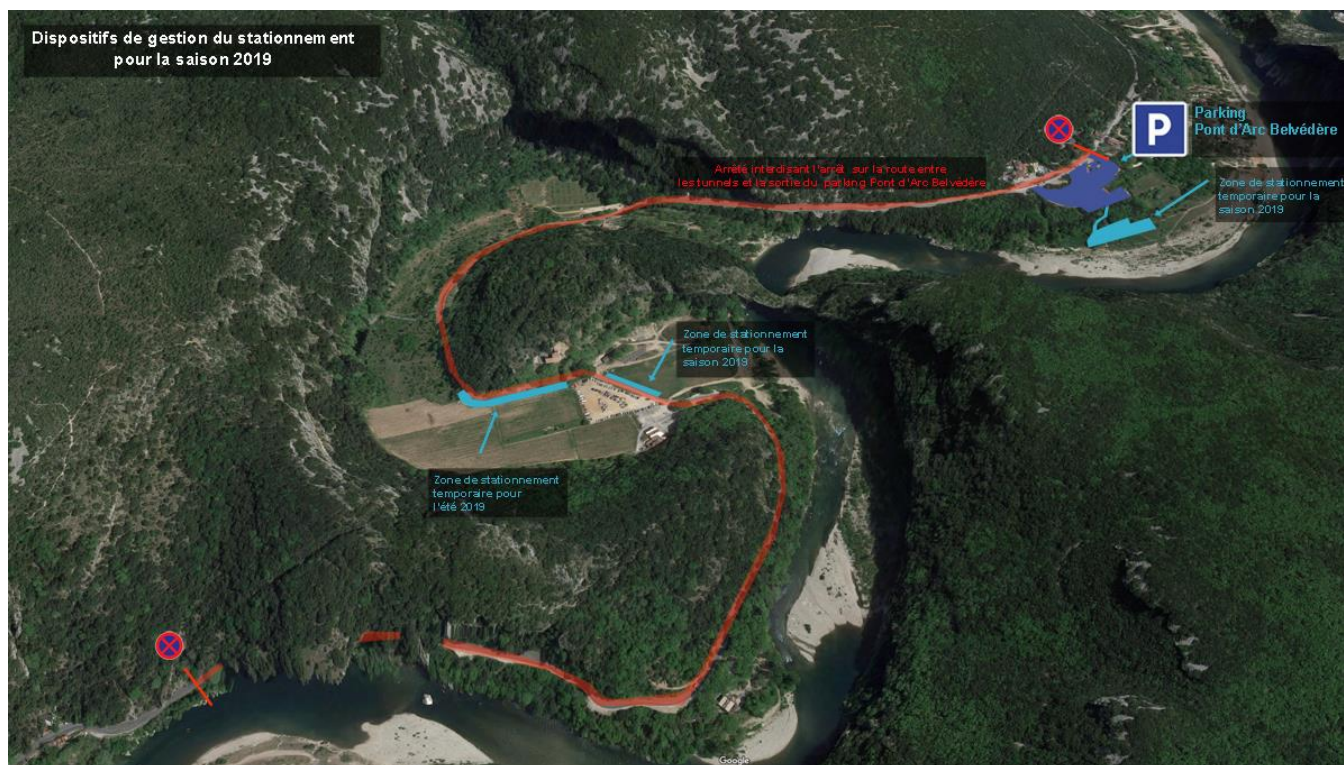 Dispositifs de gestion du stationnement
pour la saison 2019
P
Parking
Pont d'Arc Belvédère
Arrêté interdisant l'arrêt sur la route entre
les tunnels et la sortie du parking Pont d'Arc Belvédère
Zone de stationnement
temporaire pour la
saison 2019
Zone de stationnement
temporaire pour la
saison 2019
Zone de stationnement
temporaire pour
l'été 2019
Google